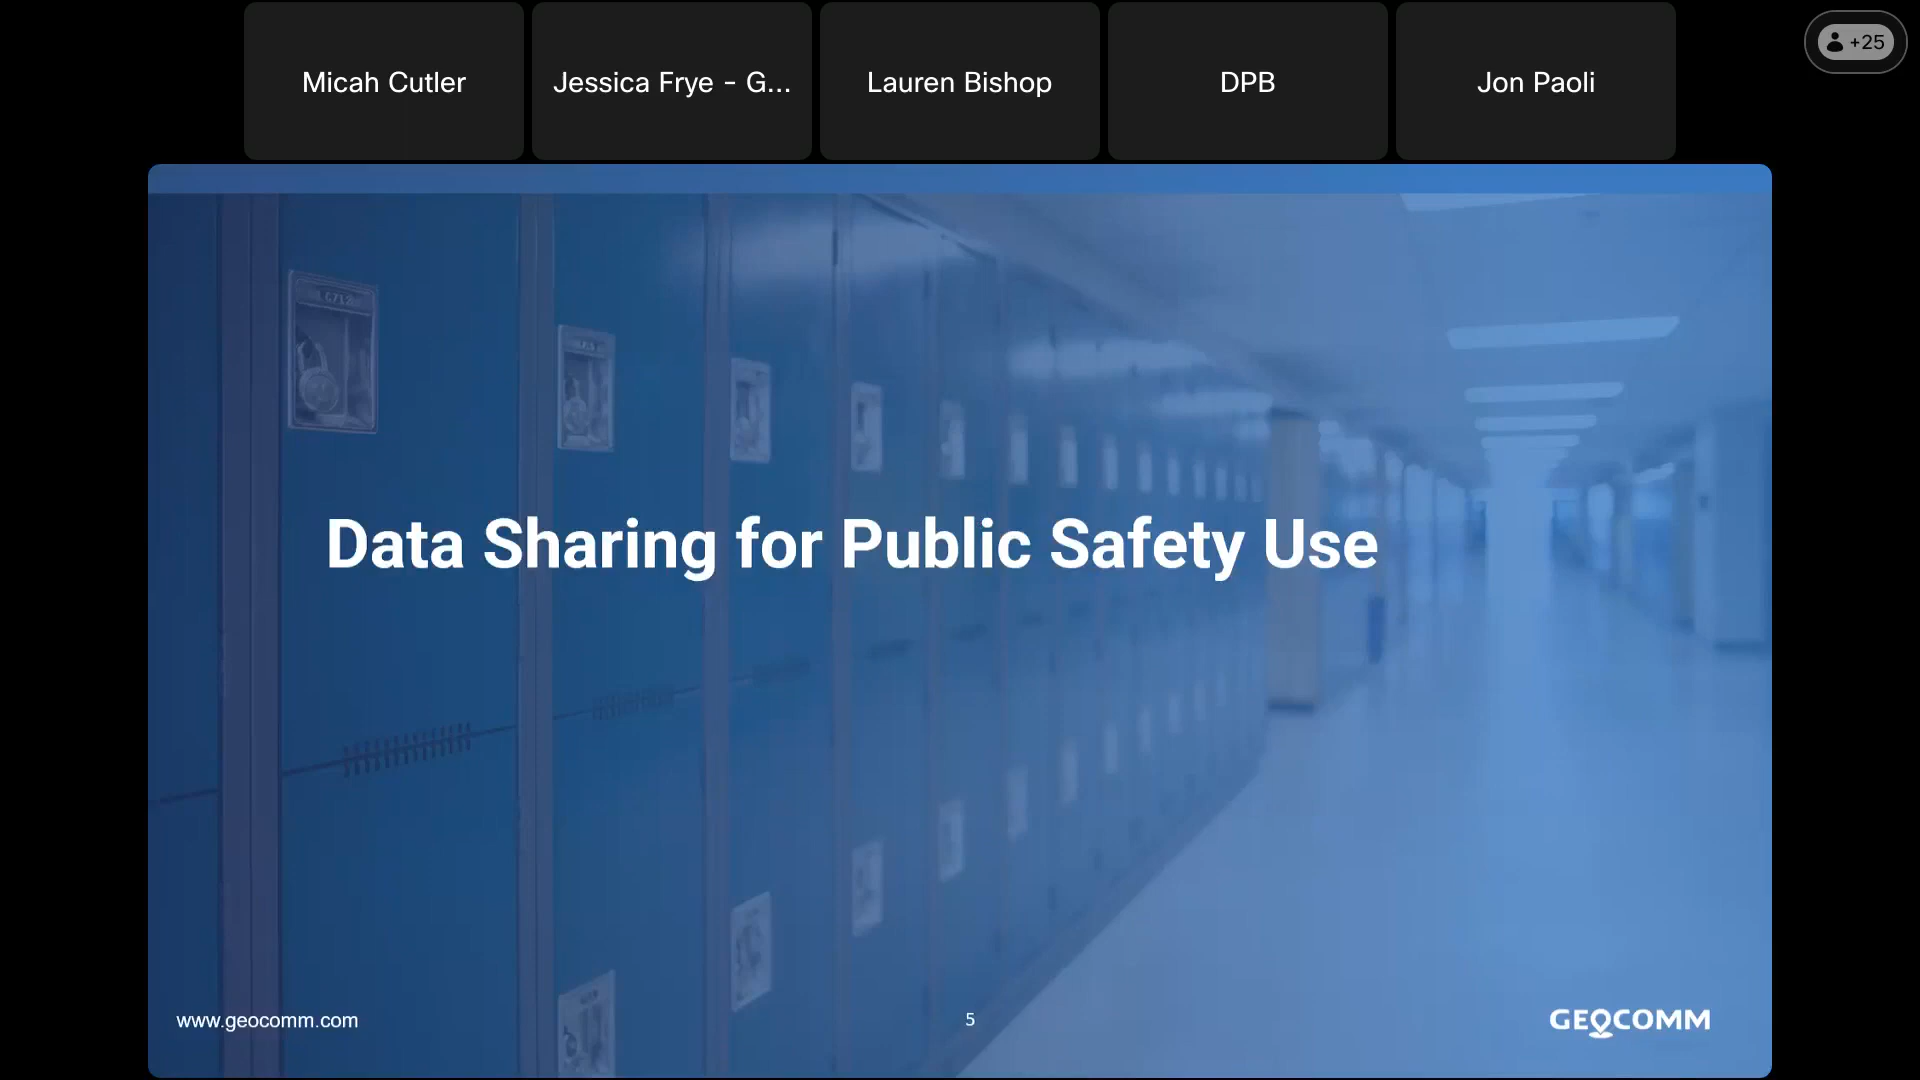 Micah Cutler
Jessica Frye - G...
Lauren Bishop
DPB
Jon Paoli
+25
Data Sharing for Public Safety Use
www.geocomm.com
5
GEOCOMM